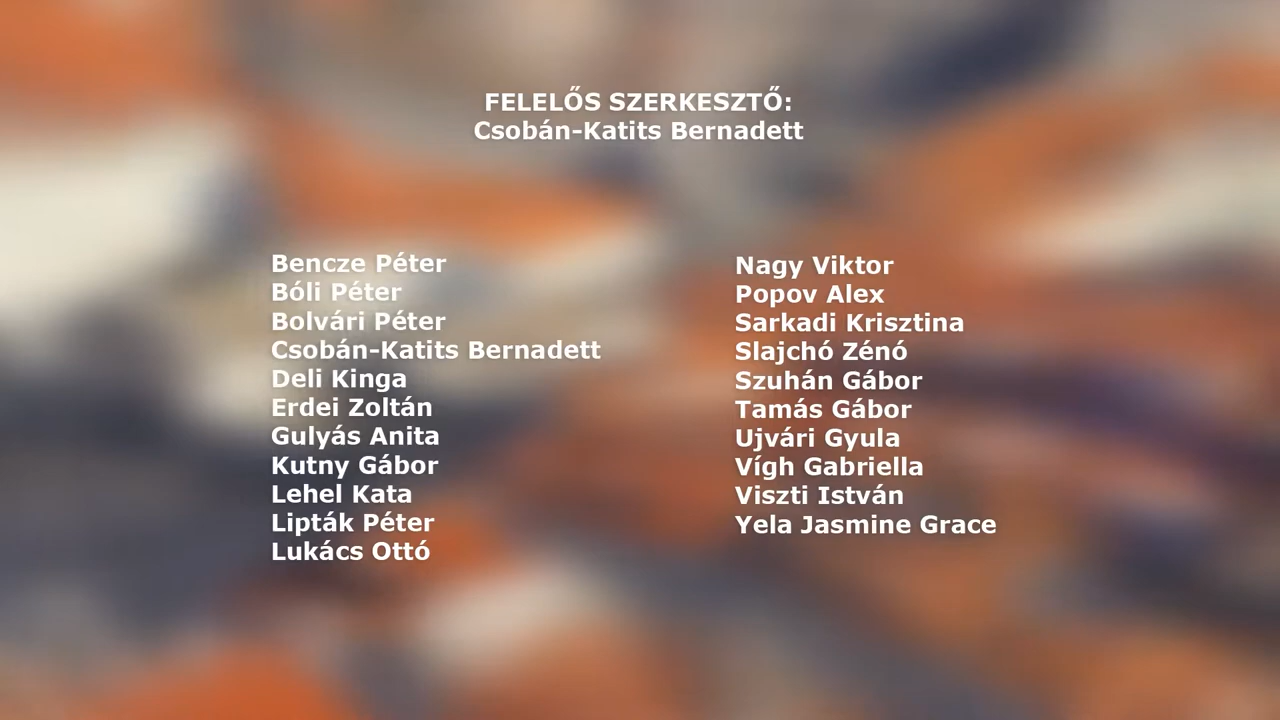 FELELŐS SZERKESZTŐ:
Csobán-Katits Bernadett
Bencze Péter
Bóli Péter
Bolvári Péter
Csobán-Katits Bernadett
Deli Kinga
Erdei Zoltán
Gulyás Anita
Kutny Gábor
Lehel Kata
Lipták Péter
Lukács Ottó
Nagy Viktor
Popov Alex
Sarkadi Krisztina
Slajchó Zénó
Szuhán Gábor
Tamás Gábor
Ujvári Gyula
Vígh Gabriella
Viszti István
Yela Jasmine Grace